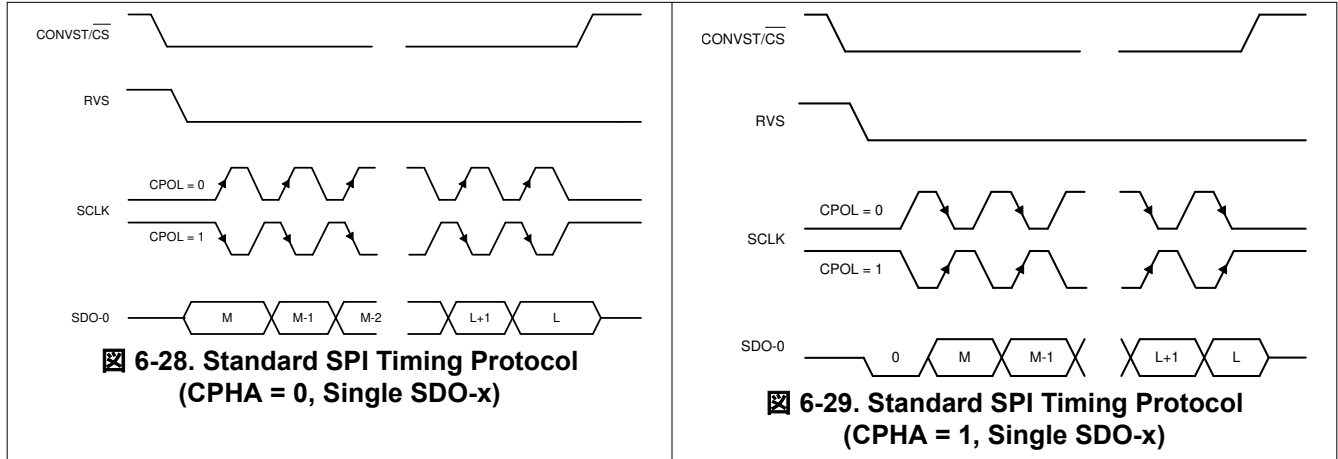 CONVST/CS
RVS
CPOL = 0
SCLK
CPOL = 1
SDO-0
M
M-1
M-2
L+1
L
図 6-28. Standard SPI Timing Protocol
(CPHA = 0, Single SDO-x)
CONVST/CS
RVS
CPOL = 0
SCLK
CPOL = 1
SDO-0
0
M
M-1
L+1
L
図 6-29. Standard SPI Timing Protocol
(CPHA = 1, Single SDO-x)